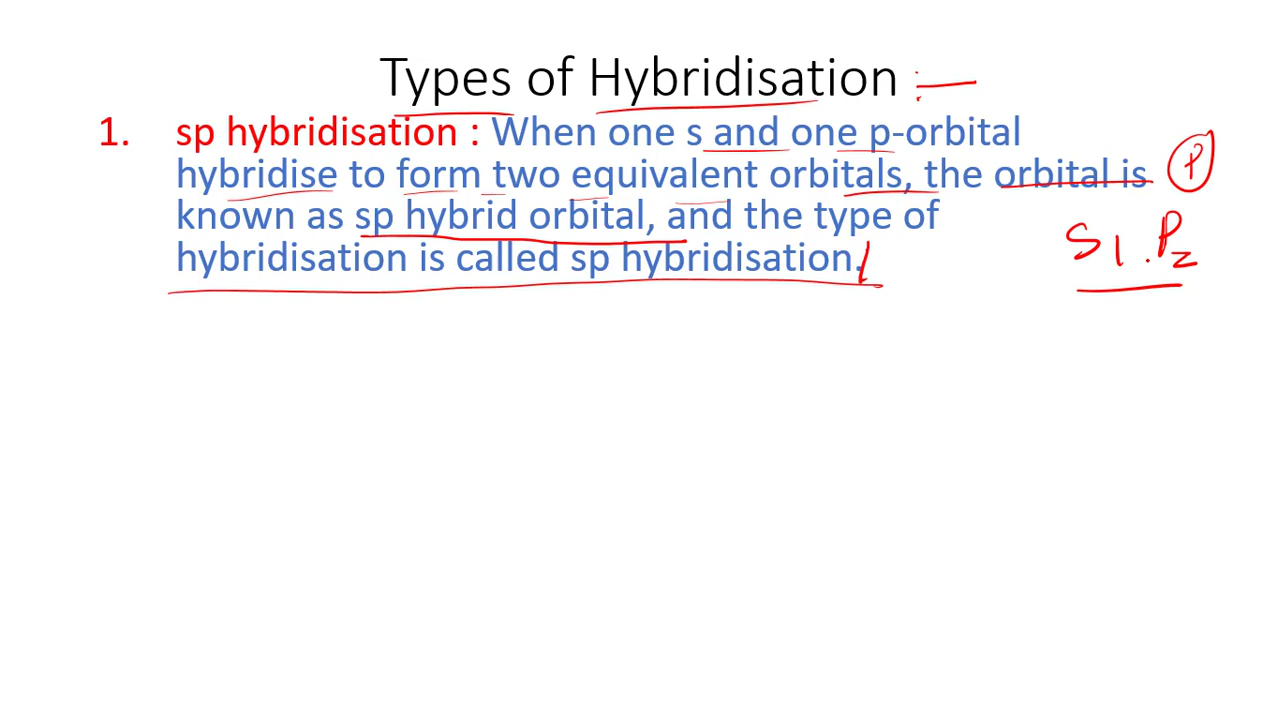 Types of Hybridisation :-
1. sp hybridisation : When one s and one p-orbital
hybridise to form two equivalent orbitals, the orbital is
P
known as sp hybrid orbital, and the type of
hybridisation is called sp hybridisation.
S1.P2